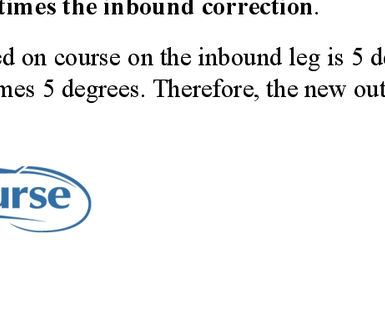 times the inbound correction.
ed on course on the inbound leg is 5 de
mes 5 degrees. Therefore, the new out
urse